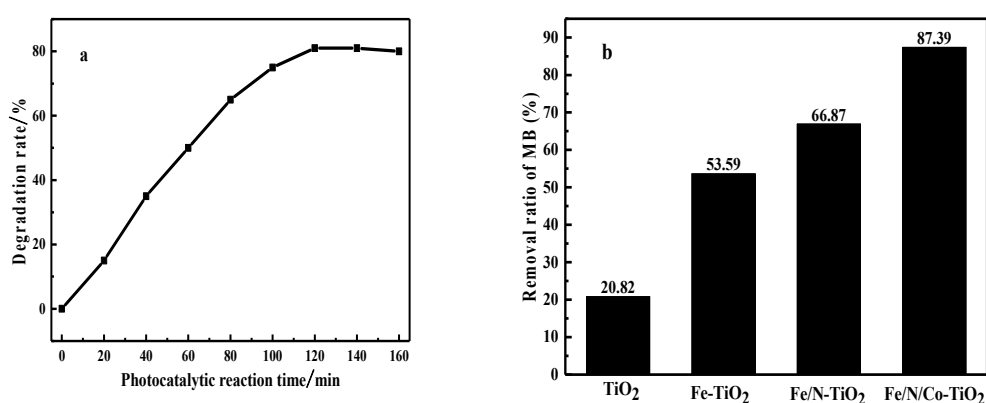 a
Degradation rate/%
80
60
40
20
0
0 20 40 60 80 100 120 140 160
Photocatalytic reaction time/min
b
Removal ratio of MB (%)
90
80
70
60
50
40
30
20
10
0
20.82
53.59
66.87
87.39
TiO2 Fe-TiO2 Fe/N-TiO2 Fe/N/Co-TiO2